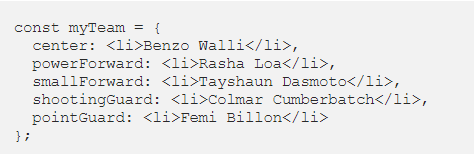 const myTeam = {
  center: <li>Benzo Walli</li>,
  powerForward: <li>Rasha Loa</li>,
  smallForward: <li>Tayshaun Dasmoto</li>,
  shootingGuard: <li>Colmar Cumberbatch</li>,
  pointGuard: <li>Femi Billon</li>
};